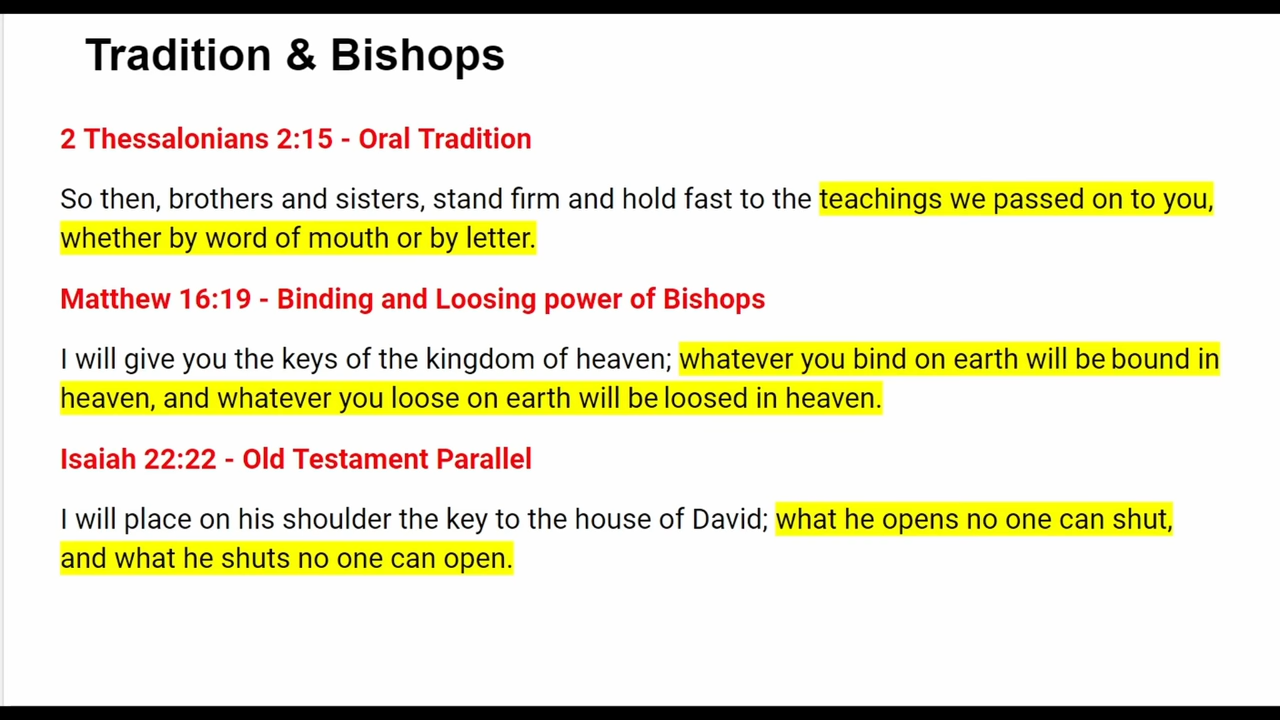 Tradition & Bishops
2 Thessalonians 2:15 - Oral Tradition
So then, brothers and sisters, stand firm and hold fast to the teachings we passed on to you,
whether by word of mouth or by letter.
Matthew 16:19 - Binding and Loosing power of Bishops
I will give you the keys of the kingdom of heaven; whatever you bind on earth will be bound in
heaven, and whatever you loose on earth will be loosed in heaven.
Isaiah 22:22 - Old Testament Parallel
I will place on his shoulder the key to the house of David; what he opens no one can shut,
and what he shuts no one can open.